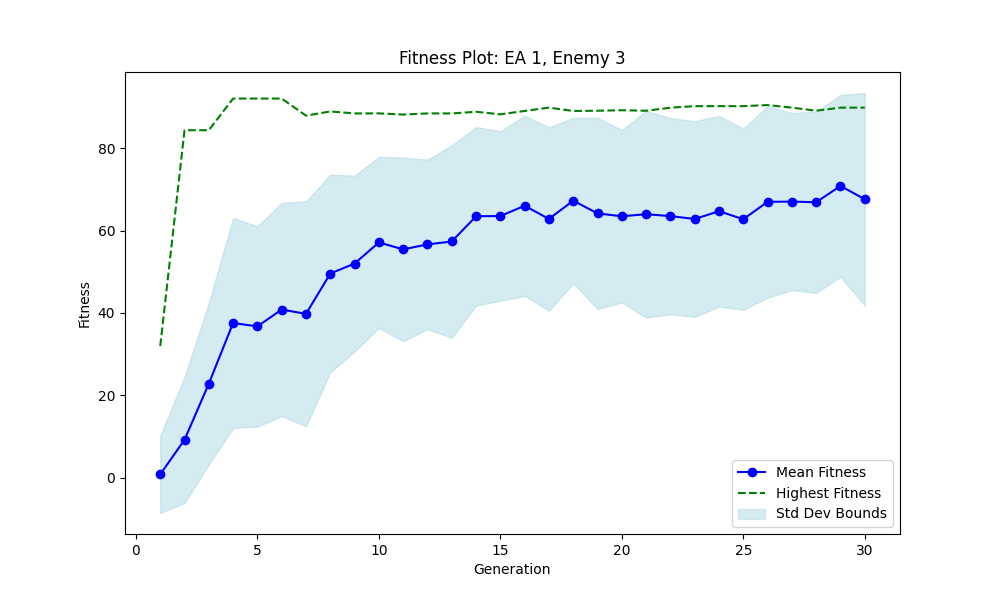 Fitness Plot: EA 1, Enemy 3
Fitness
80
60
40
20
0
0 5 10 15 20 25 30
Generation
Mean Fitness
Highest Fitness
Std Dev Bounds